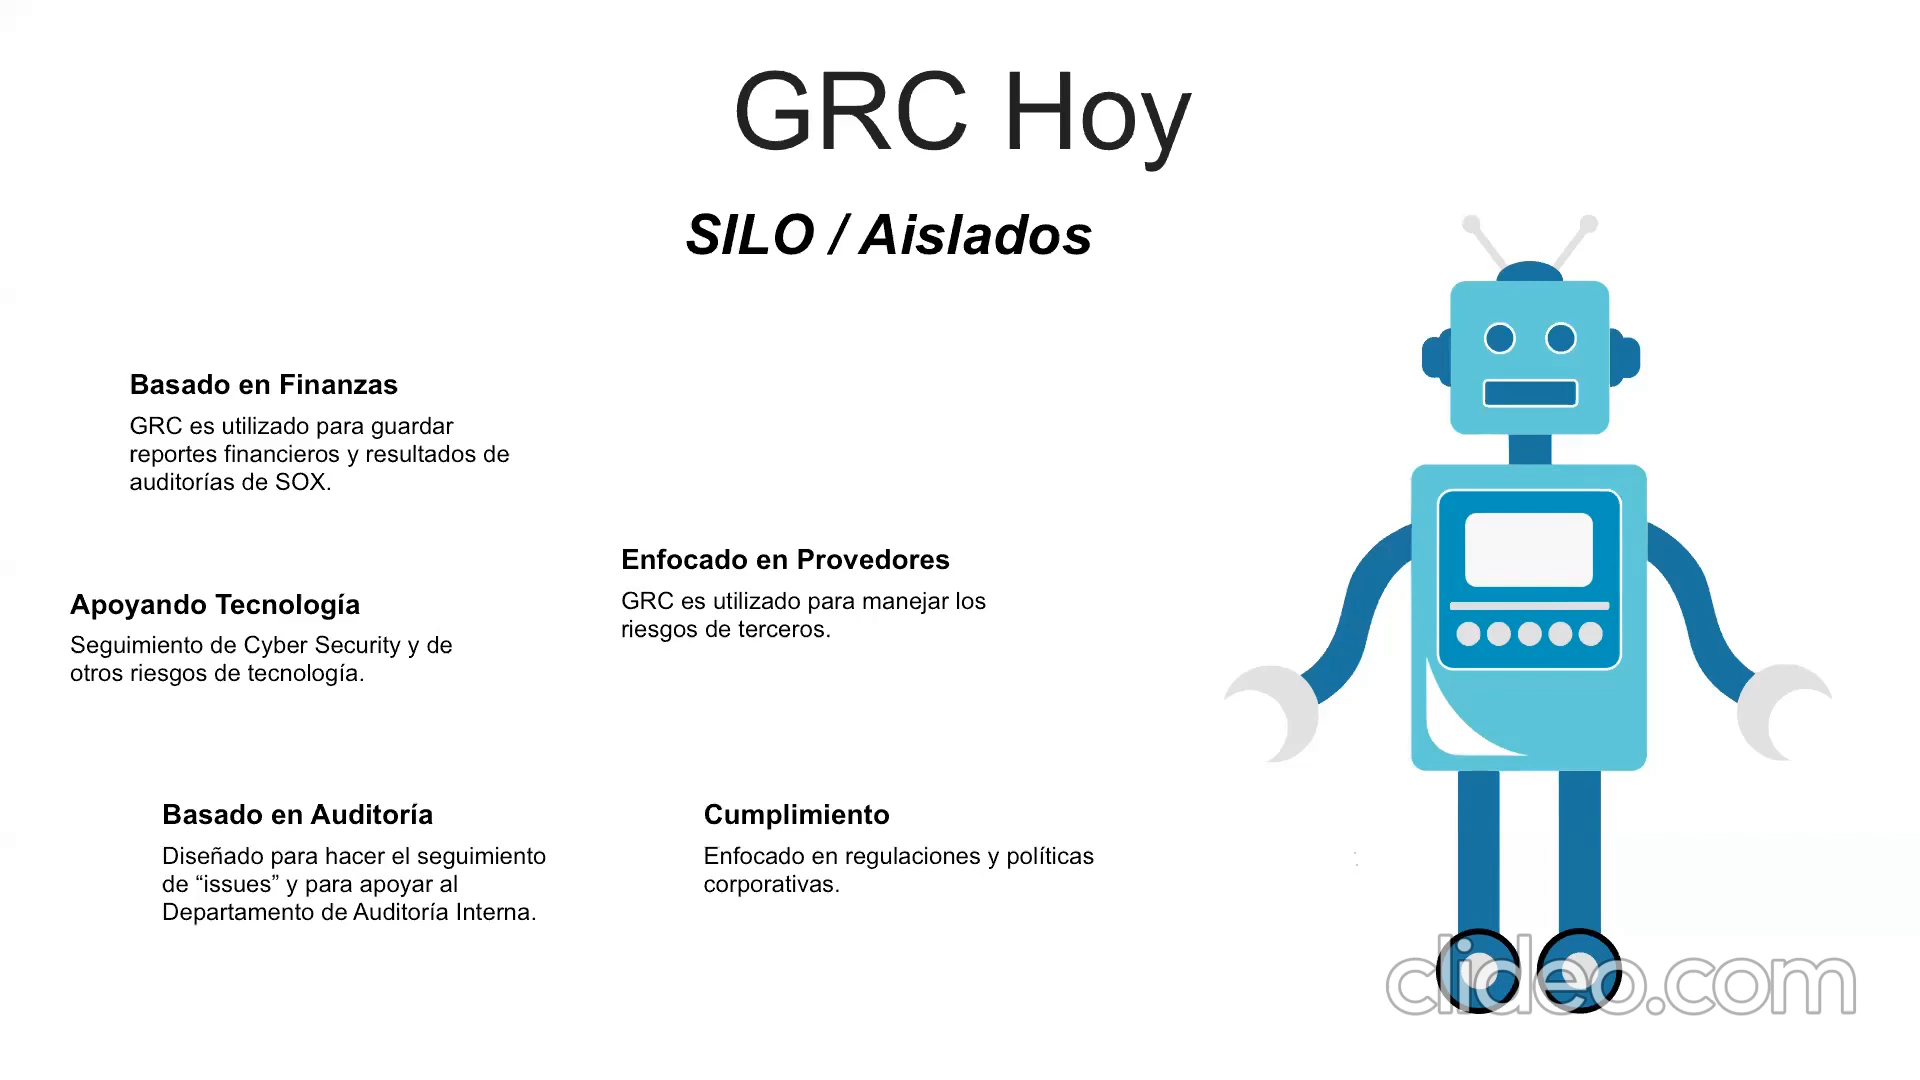 GRC Hoy
SILO / Aislados
Basado en Finanzas
GRC es utilizado para guardar
reportes financieros y resultados de
auditorías de SOX.
Enfocado en Provedores
GRC es utilizado para manejar los
riesgos de terceros.
Apoyando Tecnología
Seguimiento de Cyber Security y de
otros riesgos de tecnología.
Basado en Auditoría
Diseñado para hacer el seguimiento
de “issues” y para apoyar al
Departamento de Auditoría Interna.
Cumplimiento
Enfocado en regulaciones y políticas
corporativas.
clideo.com